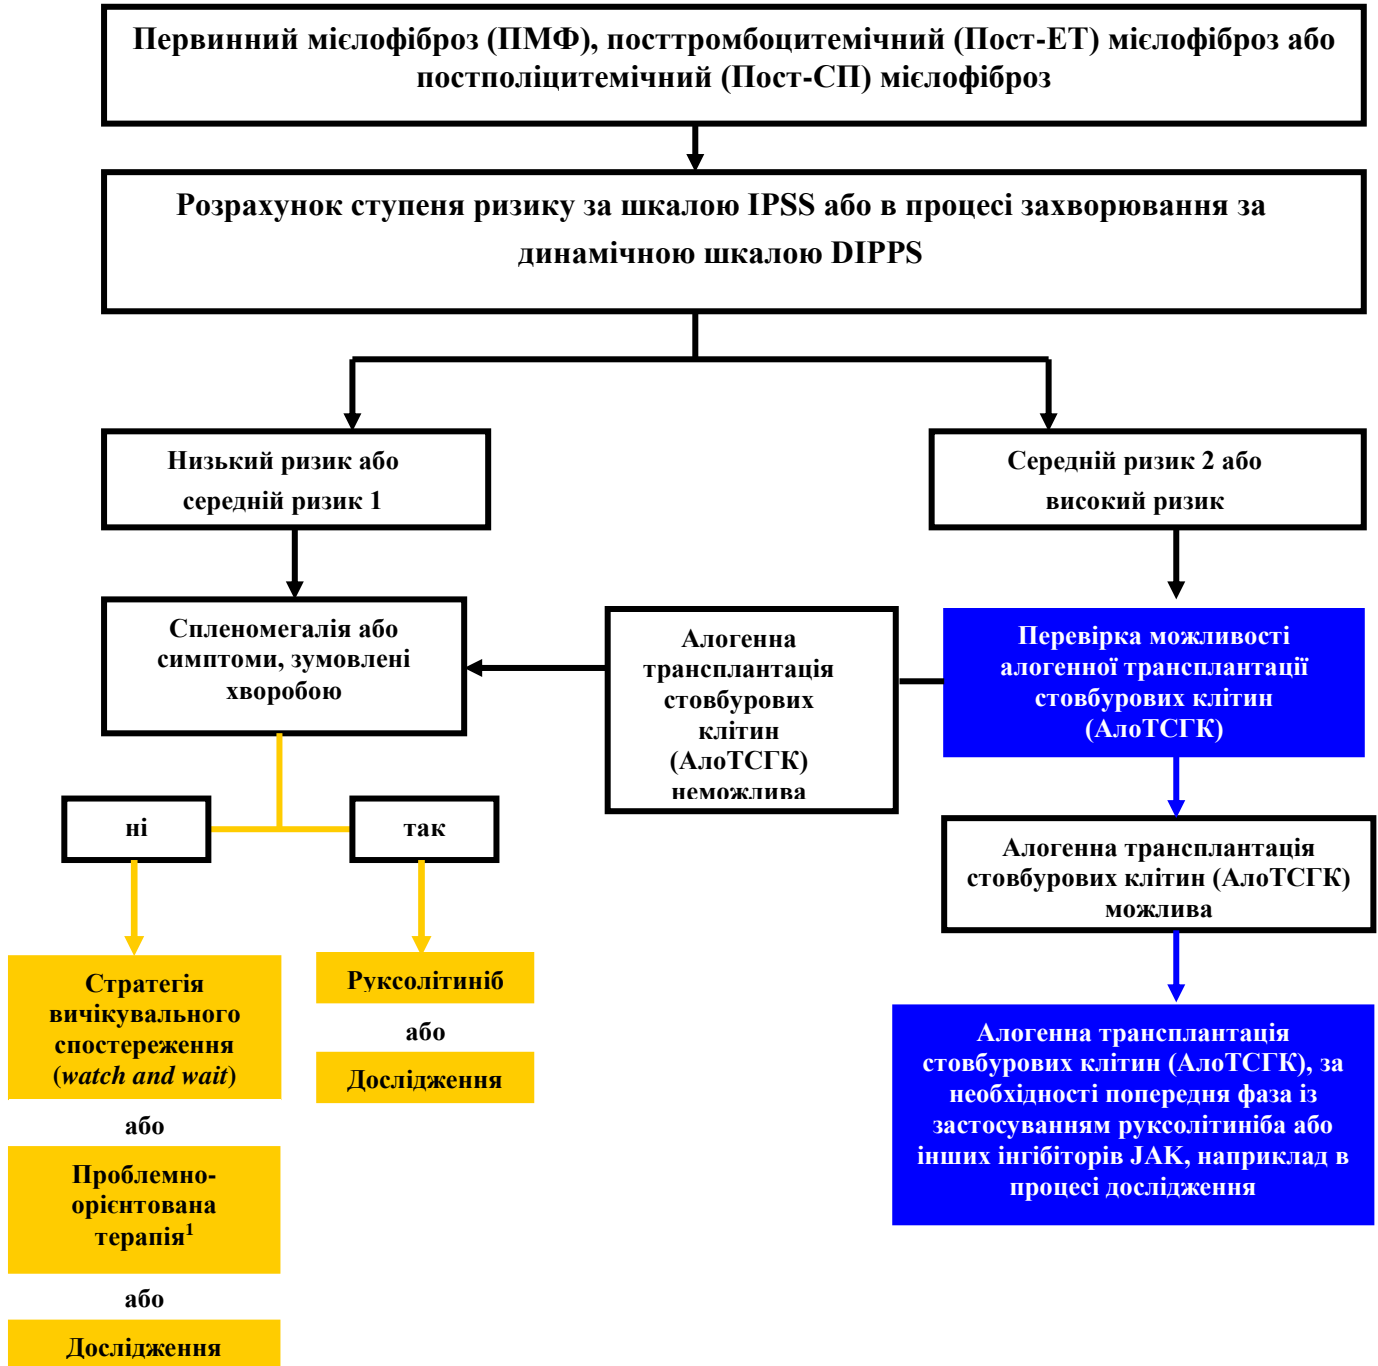 Первинний мієлофіброз (ПМФ), посттромбоцитемічний (Пост-ЕТ) мієлофіброз або
постполіцитемічний (Пост-СП) мієлофіброз
Розрахунок ступеня ризику за шкалою IPSS або в процесі захворювання за
динамічною шкалою DIPPS
Низький ризик або
середній ризик 1
Середній ризик 2 або
високий ризик
Спленомегалія або
симптоми, зумовлені
хворобою
Алогенна
трансплантація
стовбурових
клітин
(АлоТСГК)
неможлива
Перевірка можливості
алогенної трансплантації
стовбурових клітин
(АлоТСГК)
ні
так
Алогенна трансплантація
стовбурових клітин (АлоТСГК)
можлива
Стратегія
вичікувального
спостереження
(watch and wait)
або
Проблемно-
орієнтована
терапія¹
або
Дослідження
Руксолітиніб
або
Дослідження
Алогенна трансплантація
стовбурових клітин (АлоТСГК), за
необхідності попередня фаза із
застосуванням руксолітиніба або
інших інгібіторів JAK, наприклад в
процесі дослідження